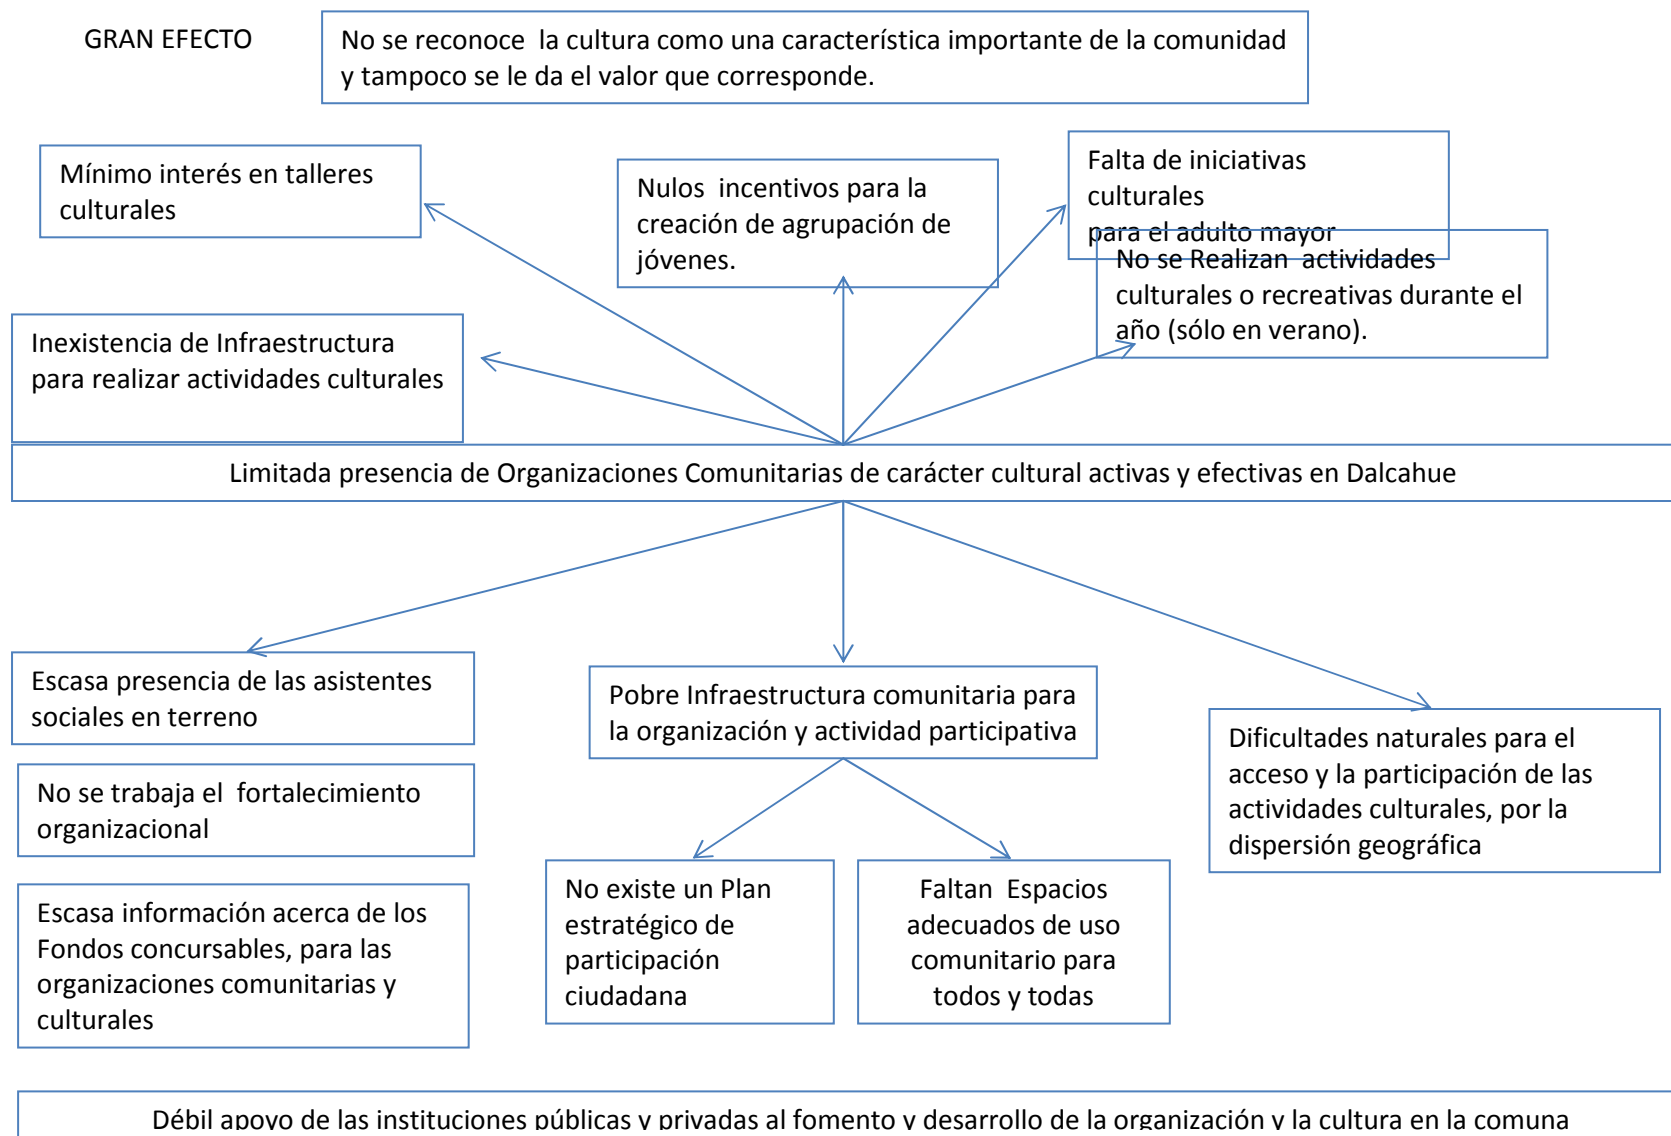 GRAN EFECTO
No se reconoce  la cultura como una característica importante de la comunidad
y tampoco se le da el valor que corresponde.
Mínimo interés en talleres
culturales
Nulos  incentivos para la
creación de agrupación de
jóvenes.
Falta de iniciativas
culturales
para el adulto mayor
No se Realizan  actividades
culturales o recreativas durante el
año (sólo en verano).
Inexistencia de Infraestructura
para realizar actividades culturales
Limitada presencia de Organizaciones Comunitarias de carácter cultural activas y efectivas en Dalcahue
Escasa presencia de las asistentes
sociales en terreno
No se trabaja el  fortalecimiento
organizacional
Escasa información acerca de los
Fondos concursables, para las
organizaciones comunitarias y
culturales
Pobre Infraestructura comunitaria para
la organización y actividad participativa
No existe un Plan
estratégico de
participación
ciudadana
Faltan  Espacios
adecuados de uso
comunitario para
todos y todas
Dificultades naturales para el
acceso y la participación de las
actividades culturales, por la
dispersión geográfica
Débil apoyo de las instituciones públicas y privadas al fomento y desarrollo de la organización y la cultura en la comuna